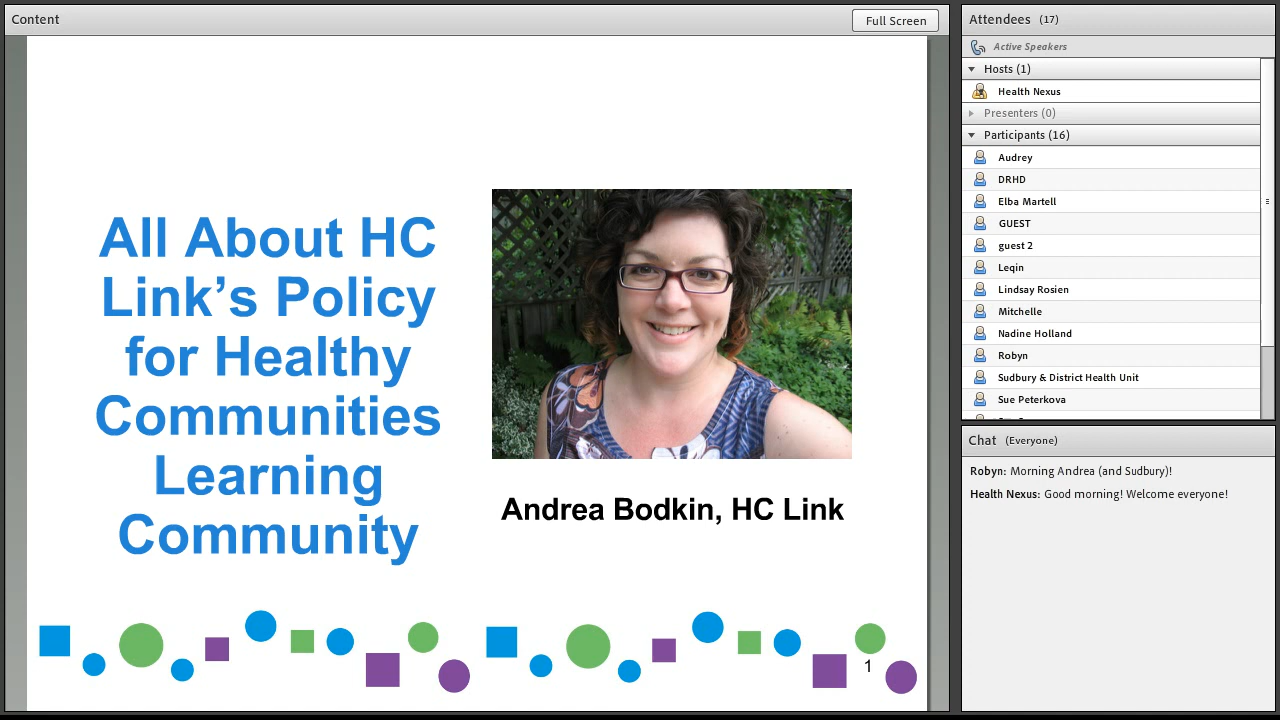 Content
Full Screen
All About HC
Link’s Policy
for Healthy
Communities
Learning
Community
Andrea Bodkin, HC Link
1
Attendees (17)
Active Speakers
Hosts (1)
Health Nexus
Presenters (0)
Participants (16)
Audrey
DRHD
Elba Martell
GUEST
guest 2
Leqin
Lindsay Rosien
Mitchelle
Nadine Holland
Robyn
Sudbury & District Health Unit
Sue Peterkova
Chat (Everyone)
Robyn: Morning Andrea (and Sudbury)!
Health Nexus: Good morning! Welcome everyone!